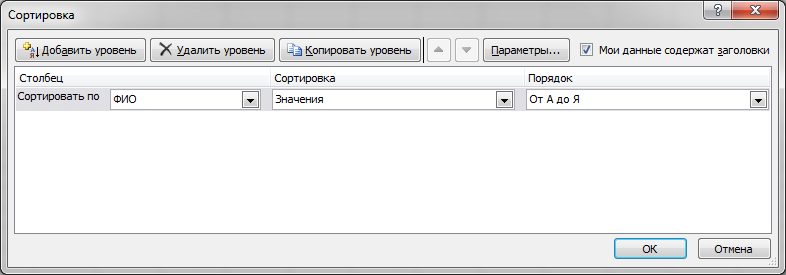 Сортировка
Добавить уровень Удалить уровень Копировать уровень Параметры... Мои данные содержат заголовки
Столбец Сортировка Порядок
Сортировать по ФИО Значения От А до Я
ОК Отмена